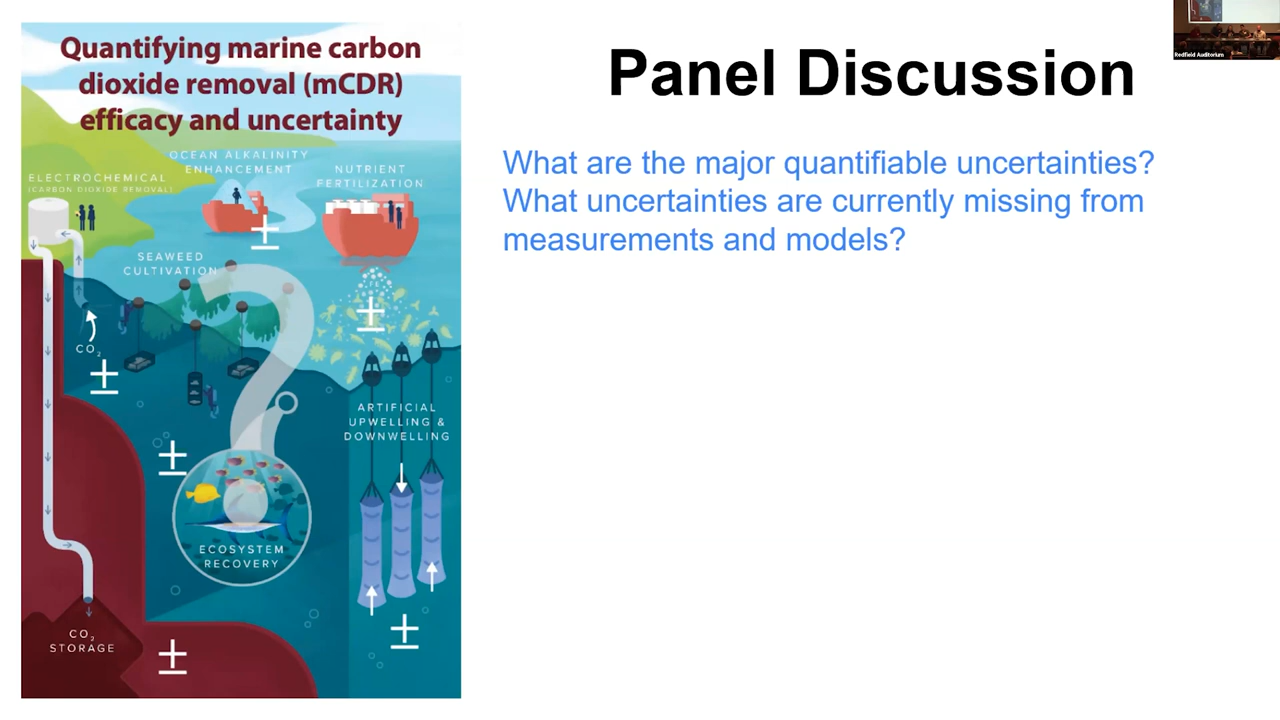 Quantifying marine carbon
dioxide removal (mCDR)
efficacy and uncertainty
OCEAN ALKALINITY
ENHANCEMENT
ELECTROCHEMICAL
(CARBON DIOXIDE REMOVAL)
NUTRIENT
FERTILIZATION
SEAWEED
CULTIVATION
CO₂
ARTIFICIAL
UPWELLING &
DOWNWELLING
ECOSYSTEM
RECOVERY
CO₂
STORAGE
Panel Discussion
What are the major quantifiable uncertainties?
What uncertainties are currently missing from
measurements and models?
Redfield Auditorium